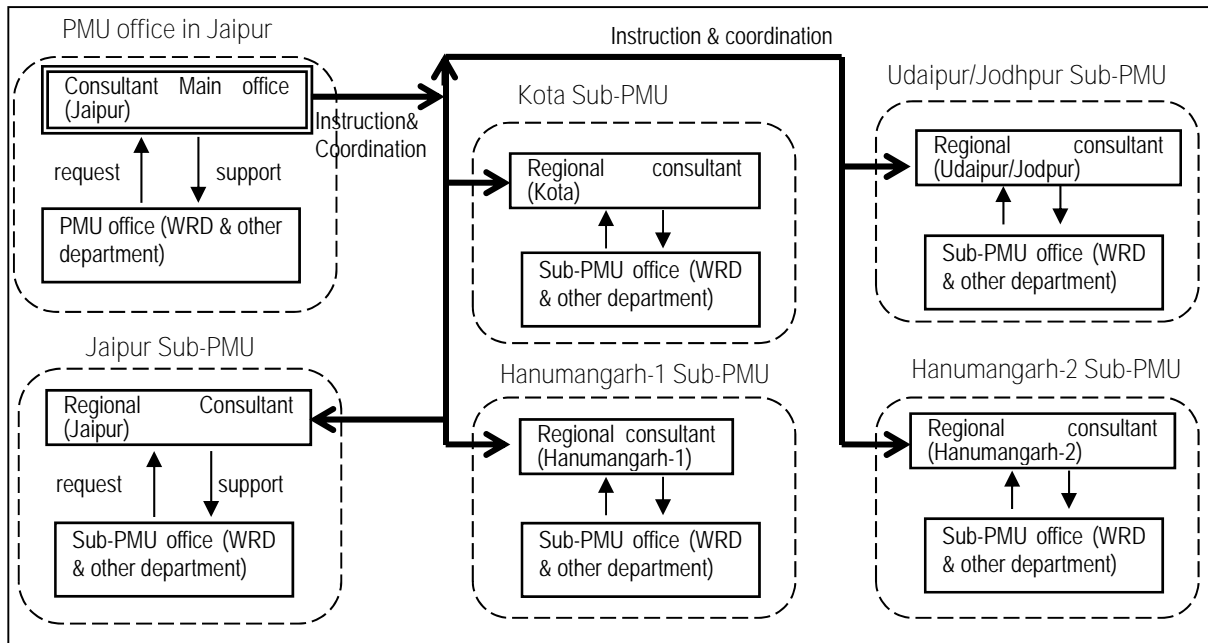 PMU office in Jaipur
Consultant Main office
(Jaipur)
request
support
PMU office (WRD & other
department)
Instruction&
Coordination
Instruction & coordination
Kota Sub-PMU
Regional consultant
(Kota)
Sub-PMU office (WRD
& other department)
Udaipur/Jodhpur Sub-PMU
Regional consultant
(Udaipur/Jodpur)
Sub-PMU office (WRD
& other department)
Jaipur Sub-PMU
Regional Consultant
(Jaipur)
request
support
Sub-PMU office (WRD
& other department)
Hanumangarh-1 Sub-PMU
Regional consultant
(Hanumangarh-1)
Sub-PMU office (WRD
& other department)
Hanumangarh-2 Sub-PMU
Regional consultant
(Hanumangarh-2)
Sub-PMU office (WRD
& other department)